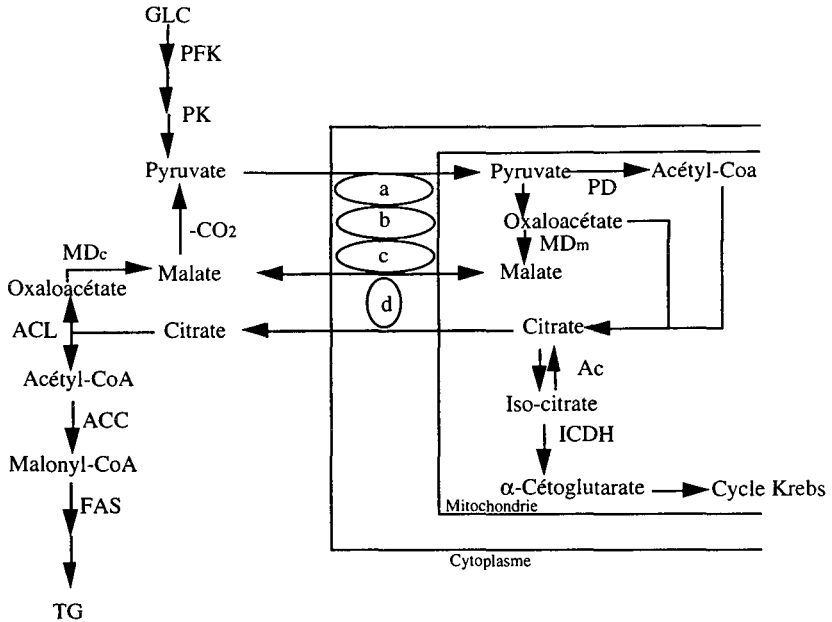 GLC
PFK
PK
Pyruvate
-CO2
MDc
Malate
Oxaloacétate
ACL
Citrate
Acétyl-CoA
ACC
Malonyl-CoA
FAS
TG
a
b
c
d
Pyruvate
PD
Acétyl-Coa
Oxaloacétate
MDm
Malate
Citrate
Ac
Iso-citrate
ICDH
α-Cétoglutarate
Cycle Krebs
Mitochondrie
Cytoplasme